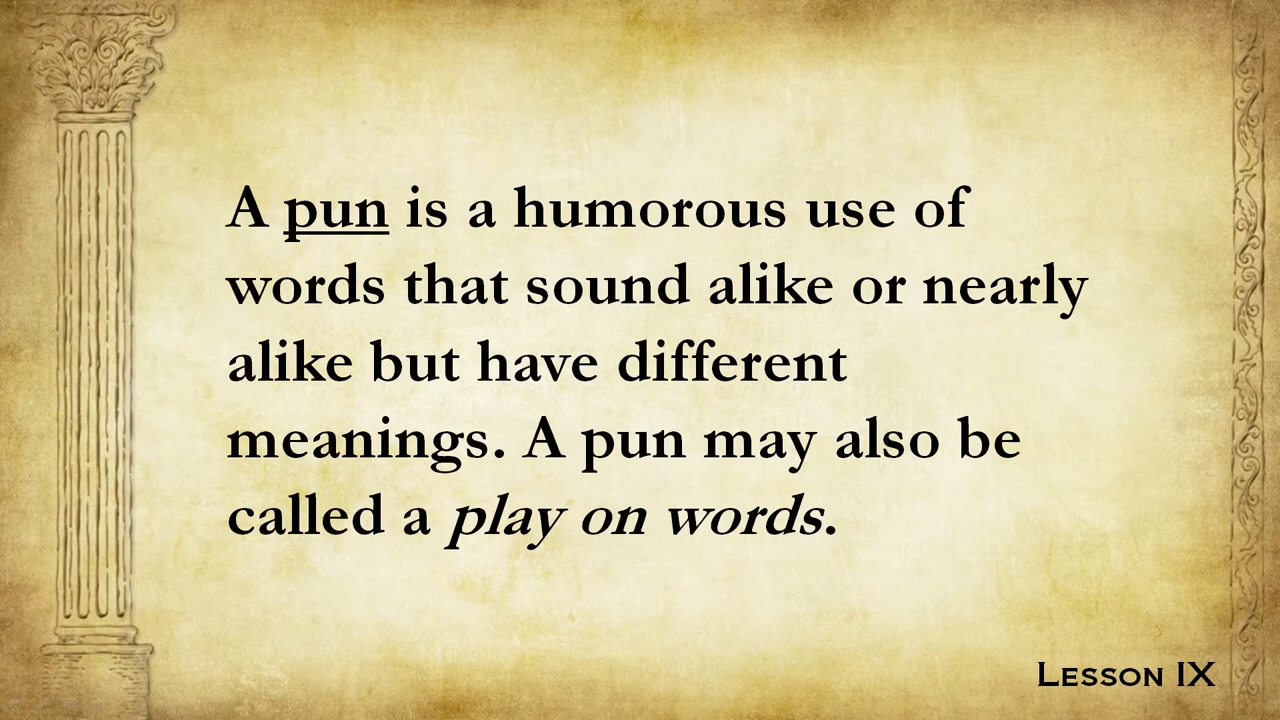 A pun is a humorous use of
words that sound alike or nearly
alike but have different
meanings. A pun may also be
called a play on words.
Lesson IX